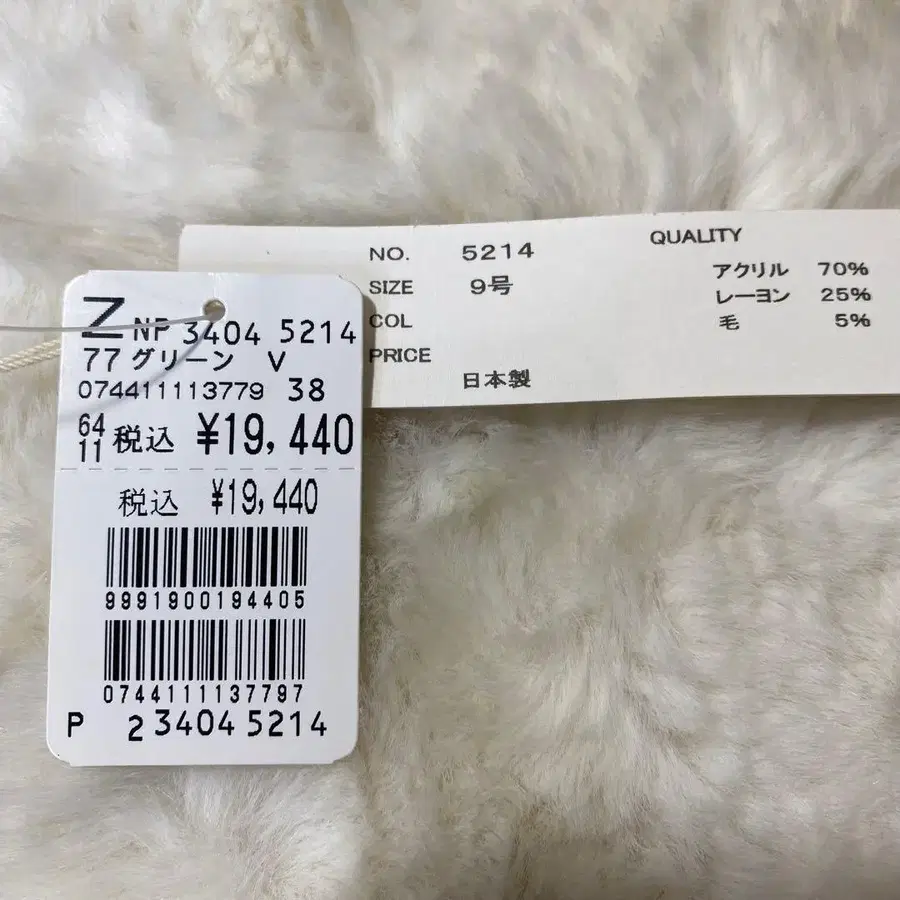 Z NP 3404 5214
77 グリーン V
074411113779 38
64
11 税込 ¥19,440
税込 ¥19,440
9991900194405
0744111137797
P 2 3404 5214
NO. 5214
SIZE 9号
COL
PRICE
日本製
QUALITY
アクリル 70%
レーヨン 25%
毛 5%